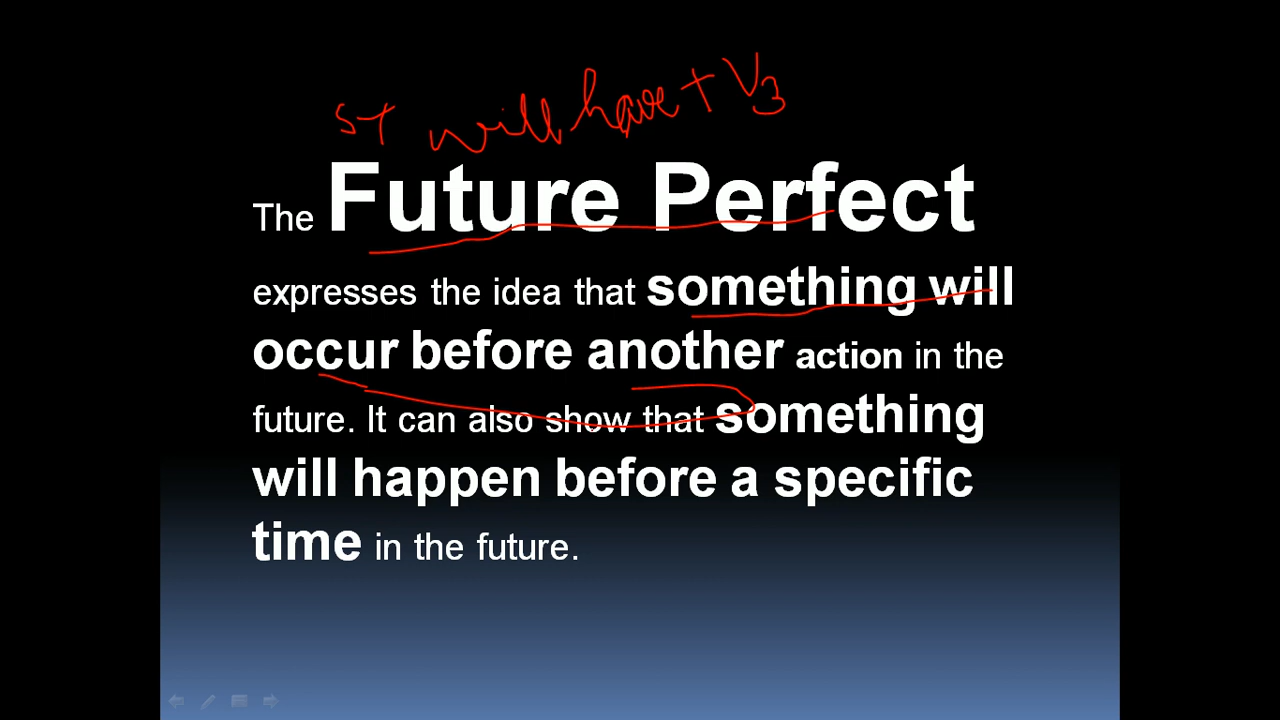 S+ will have + V3
The Future Perfect
expresses the idea that something will
occur before another action in the
future. It can also show that something
will happen before a specific
time in the future.